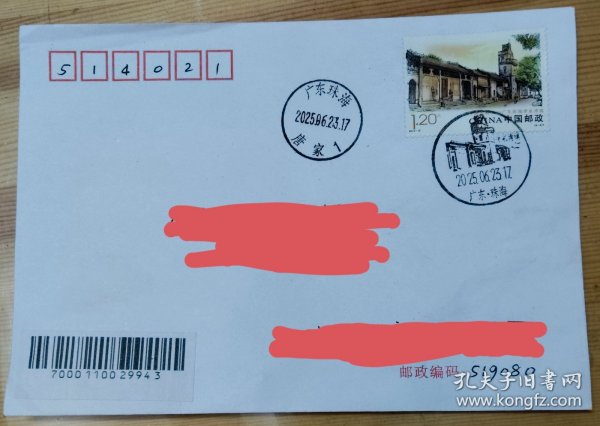 514021
1.20
CHINA中国邮政
广东珠海
2025.06.23.17
唐家1
2025.06.23.17
广东·珠海
70001100 29943
邮政编码 519080
孔夫子旧书网
www.kongfz.com